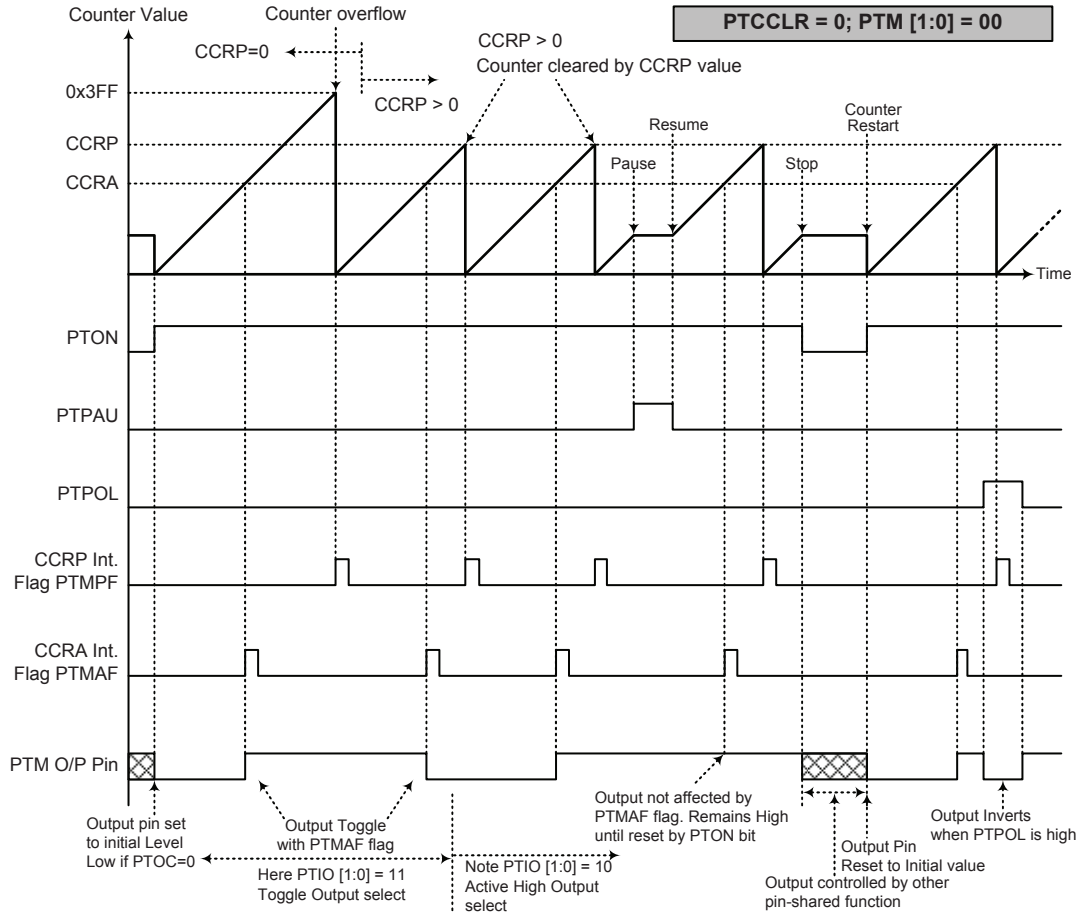 Counter Value
Counter overflow
PTCCLR = 0; PTM [1:0] = 00
CCRP=0
CCRP > 0
CCRP > 0
Counter cleared by CCRP value
0x3FF
CCRP
CCRA
Pause
Resume
Stop
Counter
Restart
Time
PTON
PTPAU
PTPOL
CCRP Int.
Flag PTMPF
CCRA Int.
Flag PTMAF
PTM O/P Pin
Output pin set
to initial Level
Low if PTOC=0
Output Toggle
with PTMAF flag
Here PTIO [1:0] = 11
Toggle Output select
Note PTIO [1:0] = 10
Active High Output
select
Output not affected by
PTMAF flag. Remains High
until reset by PTON bit
Output Pin
Reset to Initial value
Output controlled by other
pin-shared function
Output Inverts
when PTPOL is high